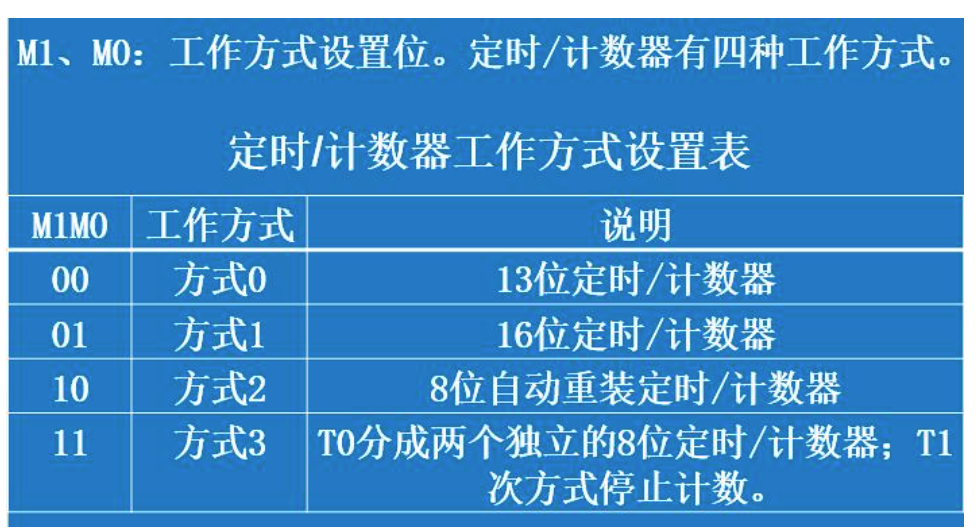 M1、M0：工作方式设置位。定时/计数器有四种工作方式。
定时/计数器工作方式设置表
M1M0 工作方式 说明
00 方式0 13位定时/计数器
01 方式1 16位定时/计数器
10 方式2 8位自动重装定时/计数器
11 方式3 T0分成两个独立的8位定时/计数器；T1
次方式停止计数。